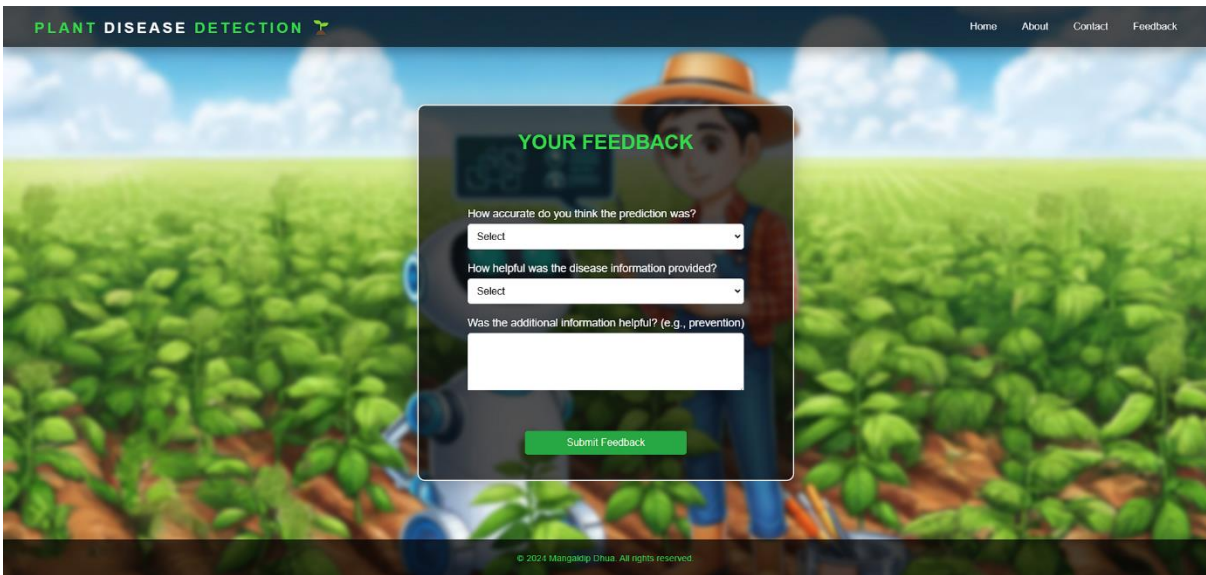 PLANT DISEASE DETECTION 🌱
Home About Contact Feedback
YOUR FEEDBACK
How accurate do you think the prediction was?
Select
How helpful was the disease information provided?
Select
Was the additional information helpful? (e.g., prevention)
Submit Feedback
© 2024 Mangaldip Dhua. All rights reserved.